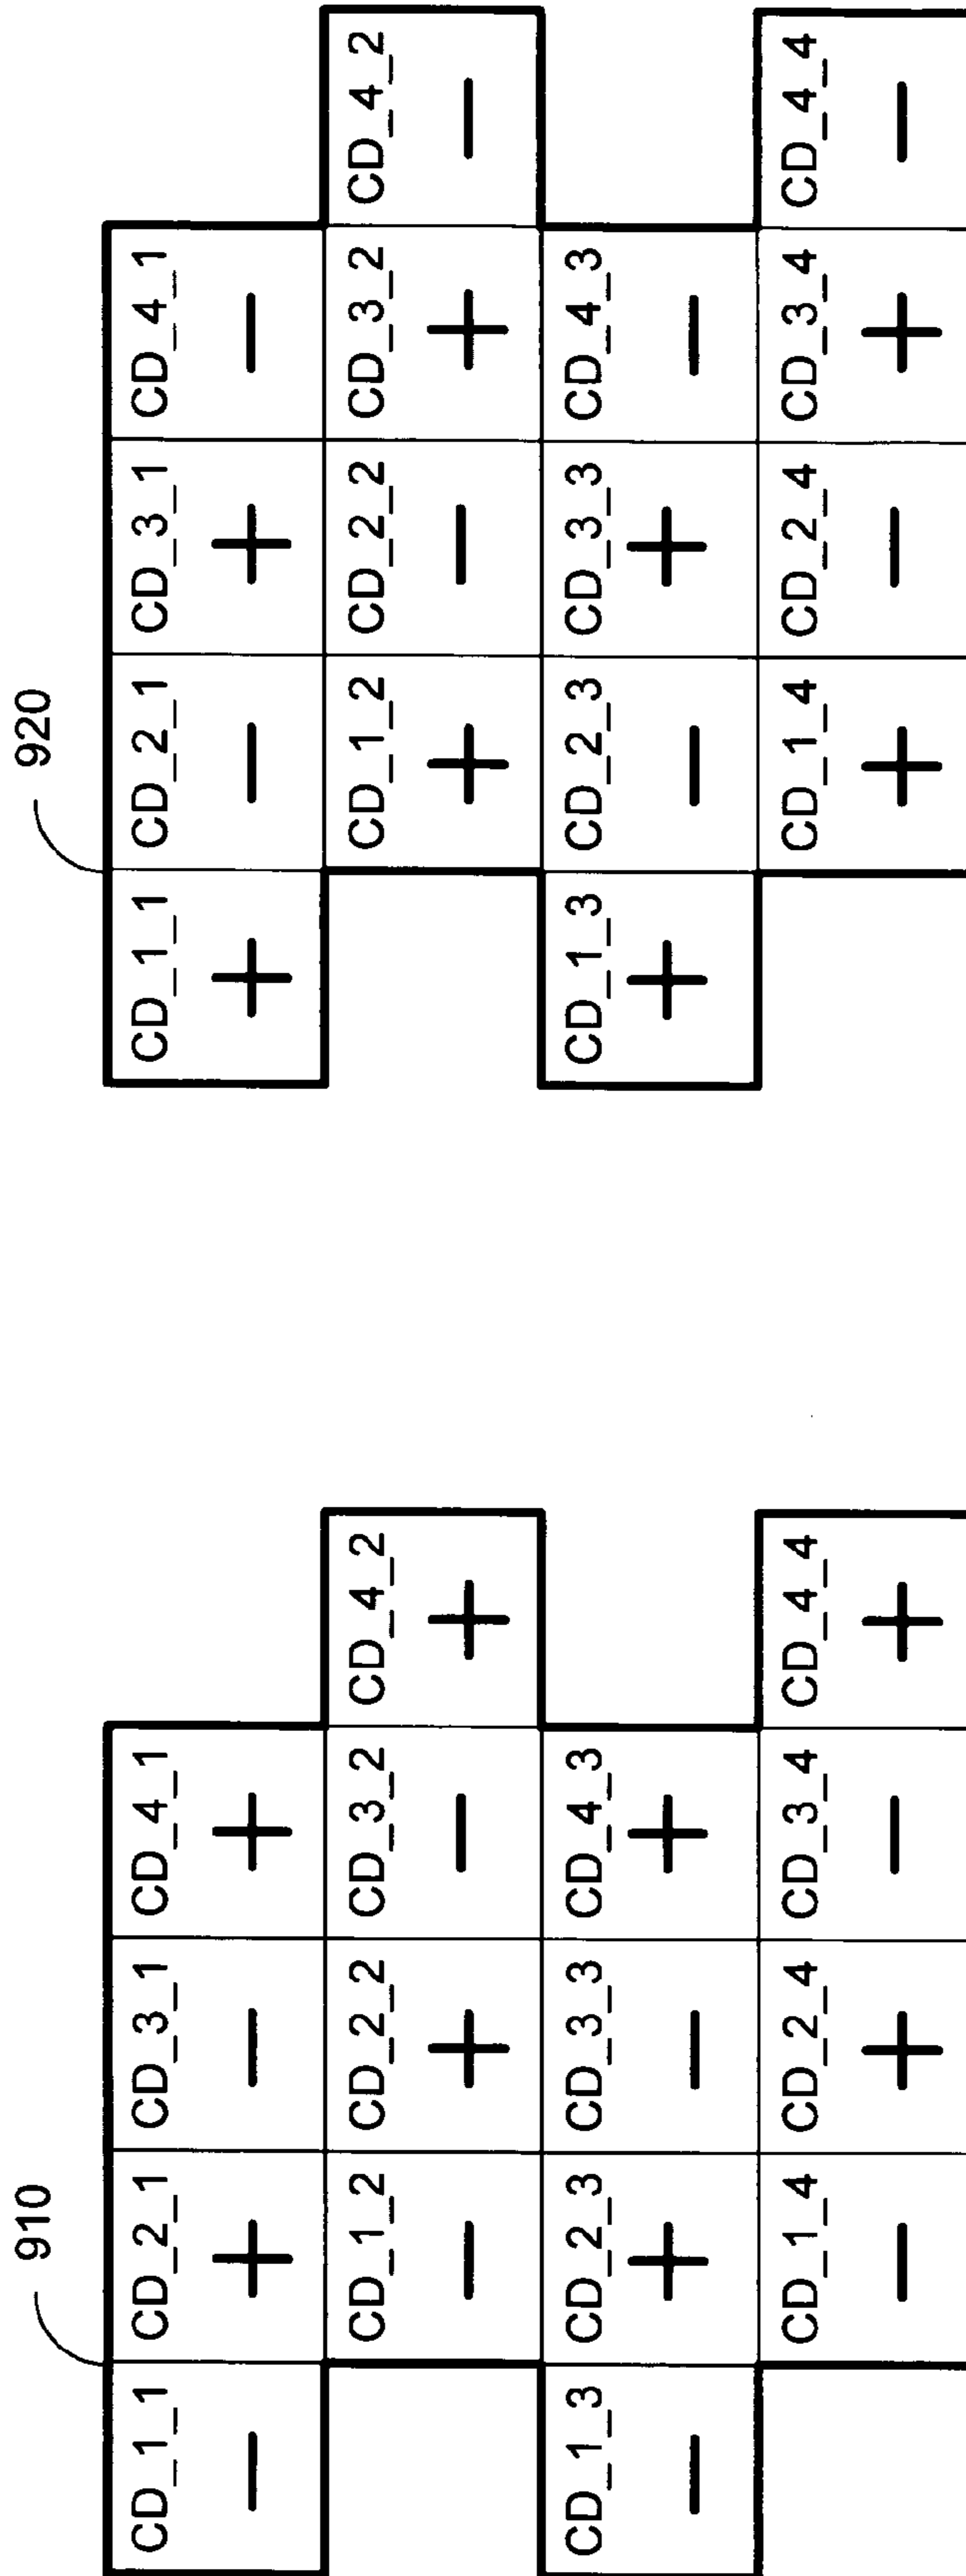 910
CD_1_1 CD_2_1 CD_3_1 CD_4_1
− + − +
CD_1_2 CD_2_2 CD_3_2 CD_4_2
− + − +
CD_1_3 CD_2_3 CD_3_3 CD_4_3
− + − +
CD_1_4 CD_2_4 CD_3_4 CD_4_4
− + − +
920
CD_1_1 CD_2_1 CD_3_1 CD_4_1
+ − + −
CD_1_2 CD_2_2 CD_3_2 CD_4_2
+ − + −
CD_1_3 CD_2_3 CD_3_3 CD_4_3
+ − + −
CD_1_4 CD_2_4 CD_3_4 CD_4_4
+ − + −